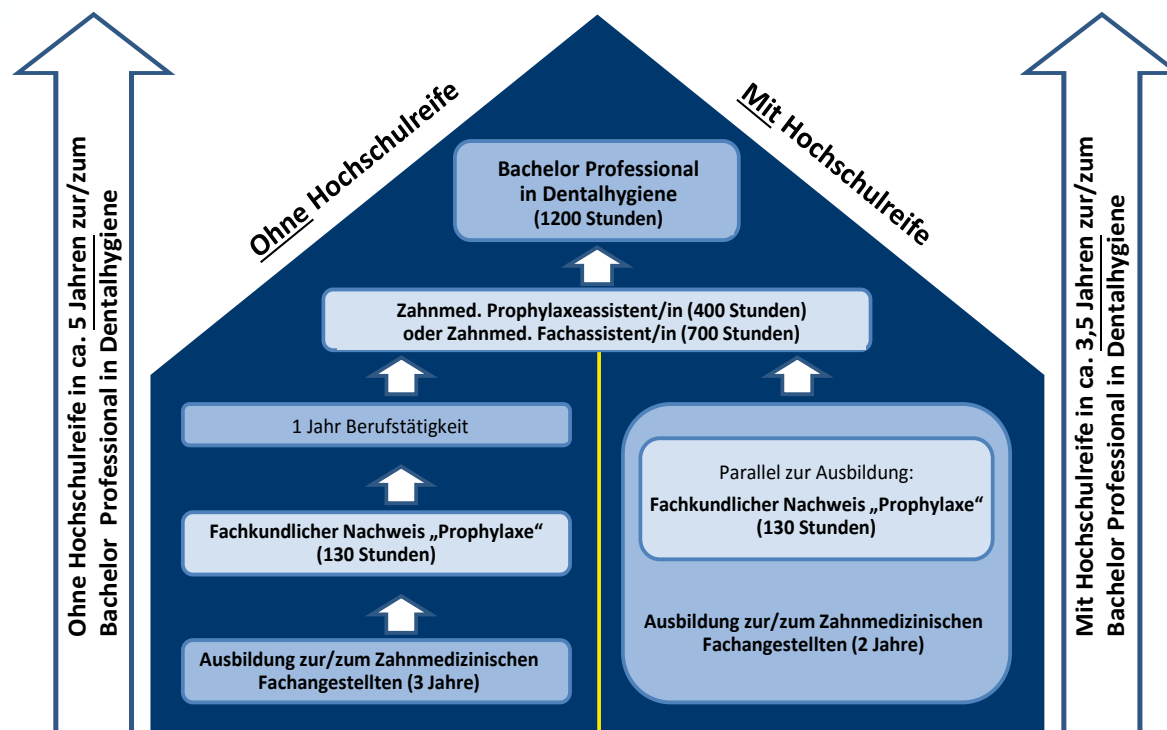 Ohne Hochschulreife in ca. 5 Jahren zur/zum
Bachelor Professional in Dentalhygiene
Ohne Hochschulreife
Mit Hochschulreife
Bachelor Professional
in Dentalhygiene
(1200 Stunden)
Zahnmed. Prophylaxeassistent/in (400 Stunden)
oder Zahnmed. Fachassistent/in (700 Stunden)
1 Jahr Berufstätigkeit
Fachkundlicher Nachweis „Prophylaxe“
(130 Stunden)
Ausbildung zur/zum Zahnmedizinischen
Fachangestellten (3 Jahre)
Parallel zur Ausbildung:
Fachkundlicher Nachweis „Prophylaxe“
(130 Stunden)
Ausbildung zur/zum Zahnmedizinischen
Fachangestellten (2 Jahre)
Mit Hochschulreife in ca. 3,5 Jahren zur/zum
Bachelor Professional in Dentalhygiene